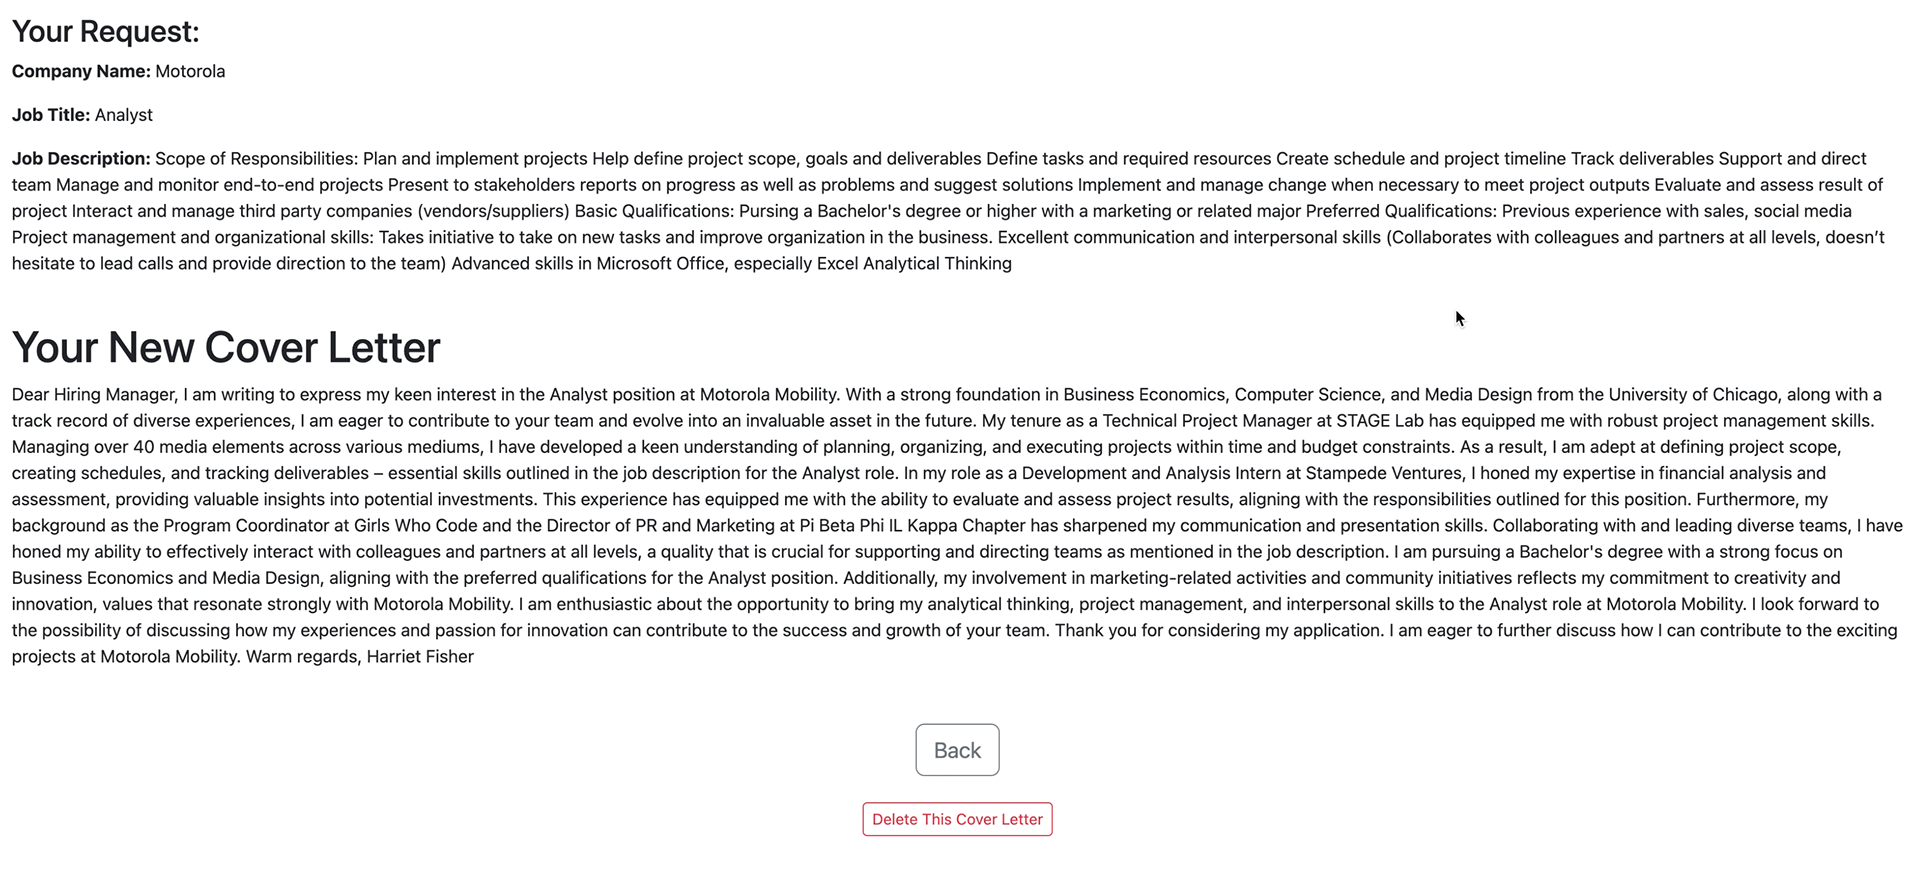 Your Request:
Company Name: Motorola
Job Title: Analyst
Job Description: Scope of Responsibilities: Plan and implement projects Help define project scope, goals and deliverables Define tasks and required resources Create schedule and project timeline Track deliverables Support and direct
team Manage and monitor end-to-end projects Present to stakeholders reports on progress as well as problems and suggest solutions Implement and manage change when necessary to meet project outputs Evaluate and assess result of
project Interact and manage third party companies (vendors/suppliers) Basic Qualifications: Pursing a Bachelor's degree or higher with a marketing or related major Preferred Qualifications: Previous experience with sales, social media
Project management and organizational skills: Takes initiative to take on new tasks and improve organization in the business. Excellent communication and interpersonal skills (Collaborates with colleagues and partners at all levels, doesn’t
hesitate to lead calls and provide direction to the team) Advanced skills in Microsoft Office, especially Excel Analytical Thinking
Your New Cover Letter
Dear Hiring Manager, I am writing to express my keen interest in the Analyst position at Motorola Mobility. With a strong foundation in Business Economics, Computer Science, and Media Design from the University of Chicago, along with a
track record of diverse experiences, I am eager to contribute to your team and evolve into an invaluable asset in the future. My tenure as a Technical Project Manager at STAGE Lab has equipped me with robust project management skills.
Managing over 40 media elements across various mediums, I have developed a keen understanding of planning, organizing, and executing projects within time and budget constraints. As a result, I am adept at defining project scope,
creating schedules, and tracking deliverables – essential skills outlined in the job description for the Analyst role. In my role as a Development and Analysis Intern at Stampede Ventures, I honed my expertise in financial analysis and
assessment, providing valuable insights into potential investments. This experience has equipped me with the ability to evaluate and assess project results, aligning with the responsibilities outlined for this position. Furthermore, my
background as the Program Coordinator at Girls Who Code and the Director of PR and Marketing at Pi Beta Phi IL Kappa Chapter has sharpened my communication and presentation skills. Collaborating with and leading diverse teams, I have
honed my ability to effectively interact with colleagues and partners at all levels, a quality that is crucial for supporting and directing teams as mentioned in the job description. I am pursuing a Bachelor's degree with a strong focus on
Business Economics and Media Design, aligning with the preferred qualifications for the Analyst position. Additionally, my involvement in marketing-related activities and community initiatives reflects my commitment to creativity and
innovation, values that resonate strongly with Motorola Mobility. I am enthusiastic about the opportunity to bring my analytical thinking, project management, and interpersonal skills to the Analyst role at Motorola Mobility. I look forward to
the possibility of discussing how my experiences and passion for innovation can contribute to the success and growth of your team. Thank you for considering my application. I am eager to further discuss how I can contribute to the exciting
projects at Motorola Mobility. Warm regards, Harriet Fisher
Back
Delete This Cover Letter